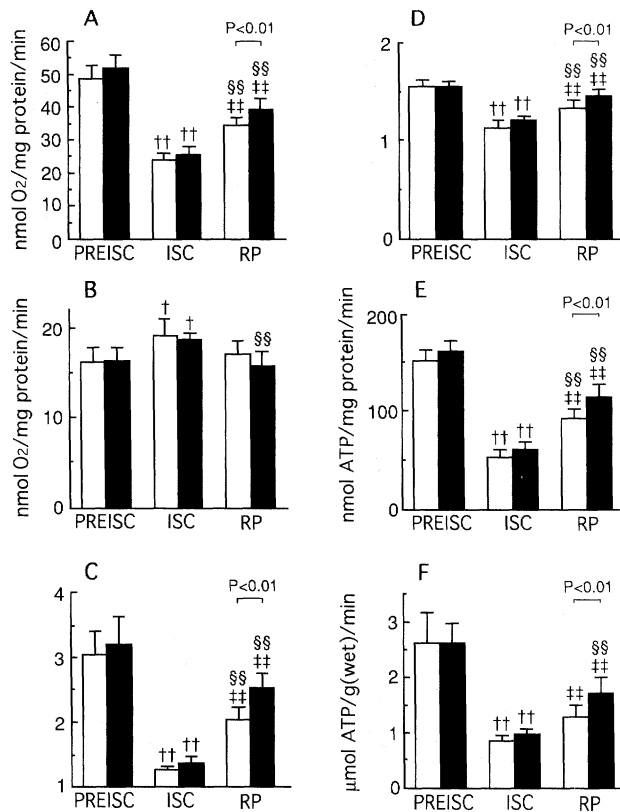 A
P<0.01
nmol O2/mg protein/min
60
50
40
30
20
10
0
†† ††
§§ §§
‡‡ ‡‡
PREISC ISC RP
D
P<0.01
2
1
0
†† ††
§§ §§
‡‡ ‡‡
PREISC ISC RP
B
nmol O2/mg protein/min
20
10
0
† †
§§
PREISC ISC RP
E
P<0.01
nmol ATP/mg protein/min
200
100
0
†† ††
§§ §§
‡‡ ‡‡
PREISC ISC RP
C
P<0.01
4
3
2
1
†† ††
§§ §§
‡‡ ‡‡
PREISC ISC RP
F
P<0.01
µmol ATP/g(wet)/min
3
2
1
0
†† ††
§§
‡‡ ‡‡
PREISC ISC RP